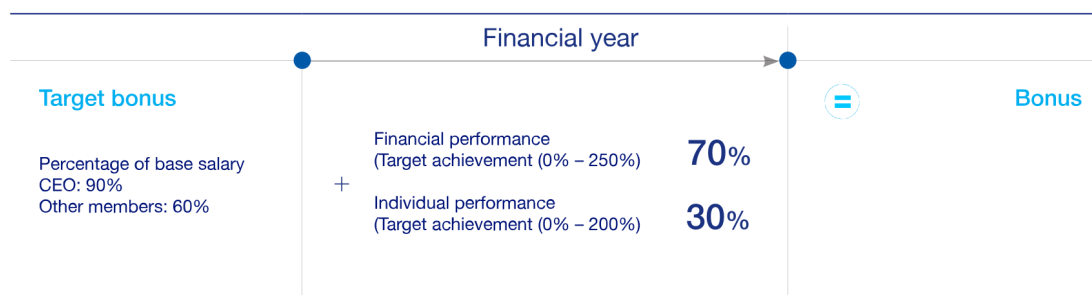 Financial year
Target bonus
Percentage of base salary
CEO: 90%
Other members: 60%
+
Financial performance
(Target achievement (0% – 250%)
70%
Individual performance
(Target achievement (0% – 200%)
30%
=
Bonus